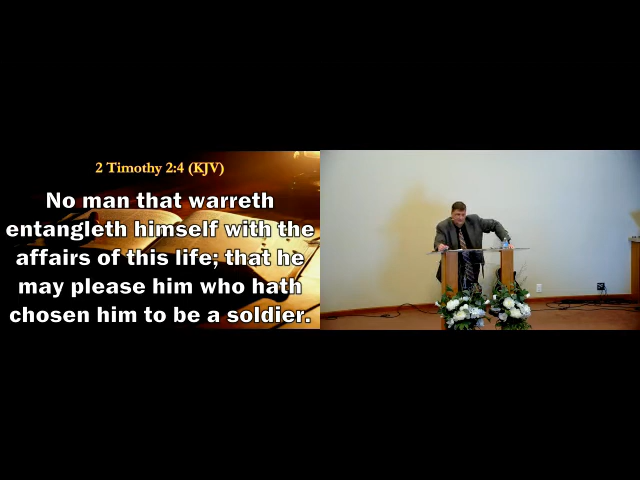 2 Timothy 2:4 (KJV)
No man that warreth
entangleth himself with the
affairs of this life; that he
may please him who hath
chosen him to be a soldier.